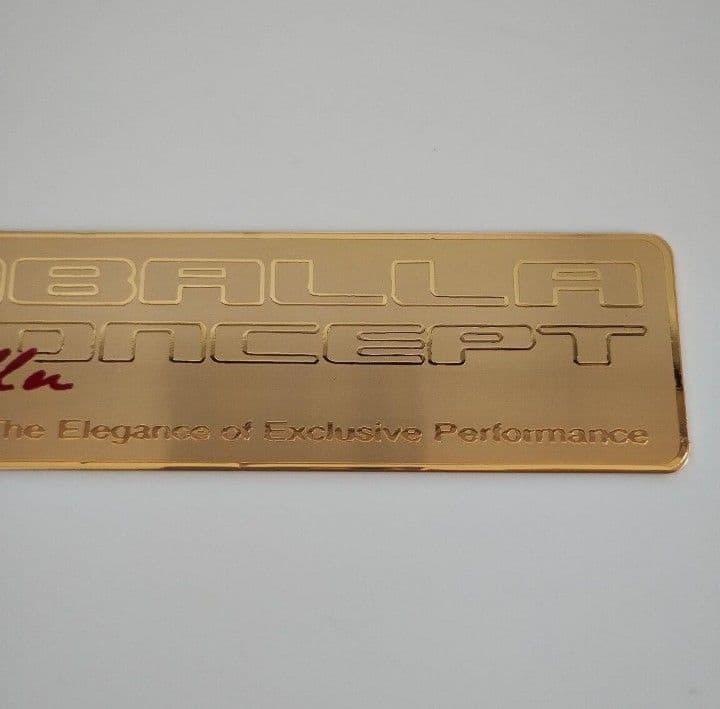 BALLA
ONCEPT
The Elegance of Exclusive Performance